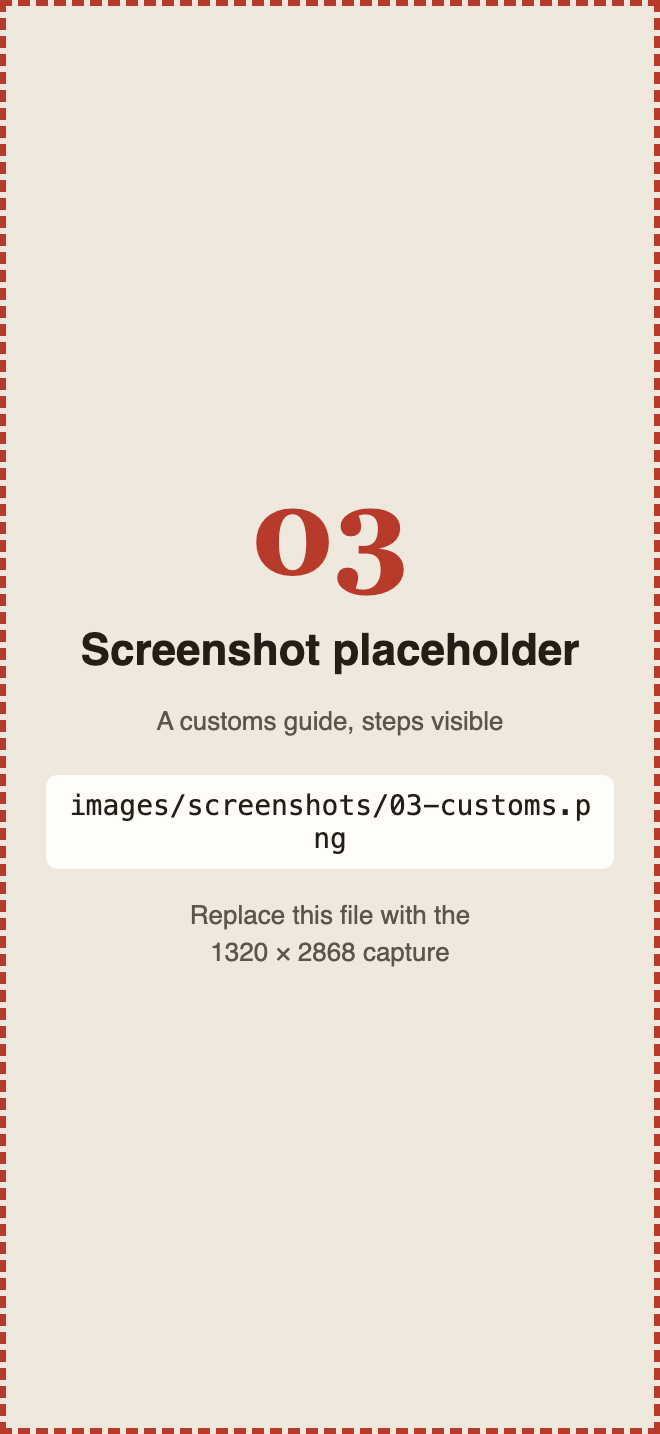 03
Screenshot placeholder
A customs guide, steps visible
images/screenshots/03-customs.p
ng
Replace this file with the
1320 × 2868 capture